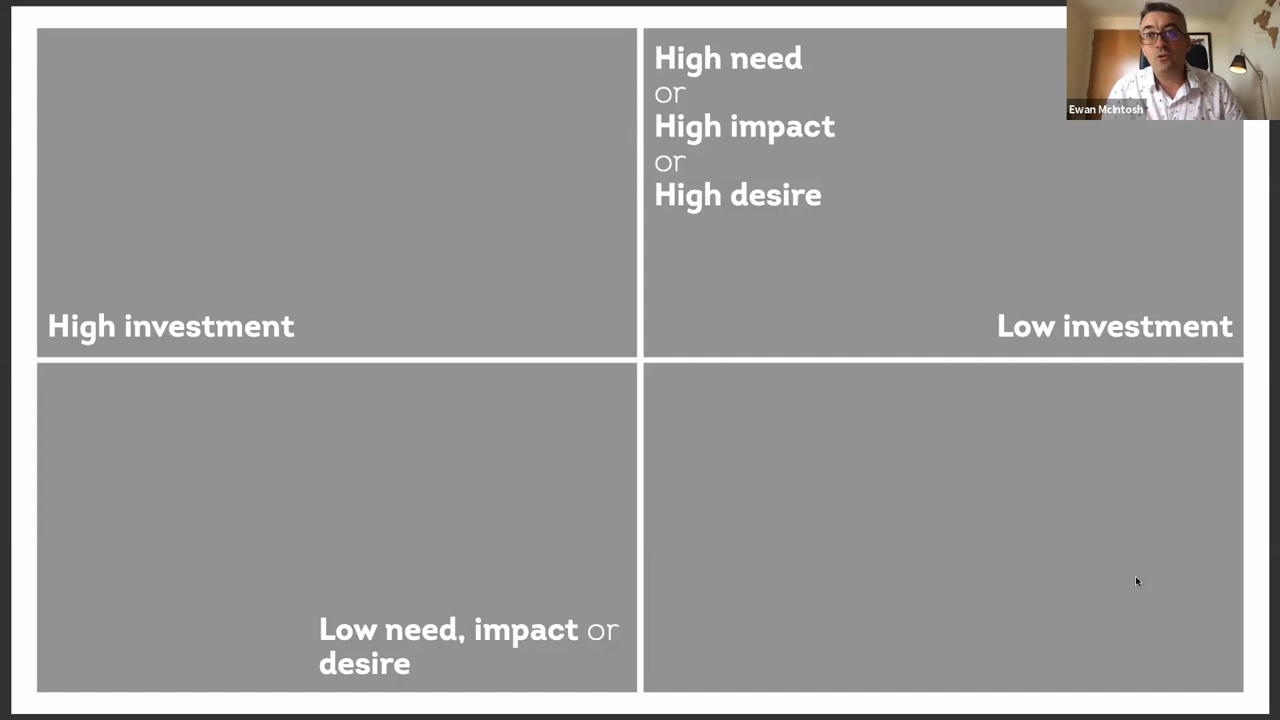 High need
or
High impact
or
High desire
Ewan McIntosh
High investment
Low investment
Low need, impact or
desire